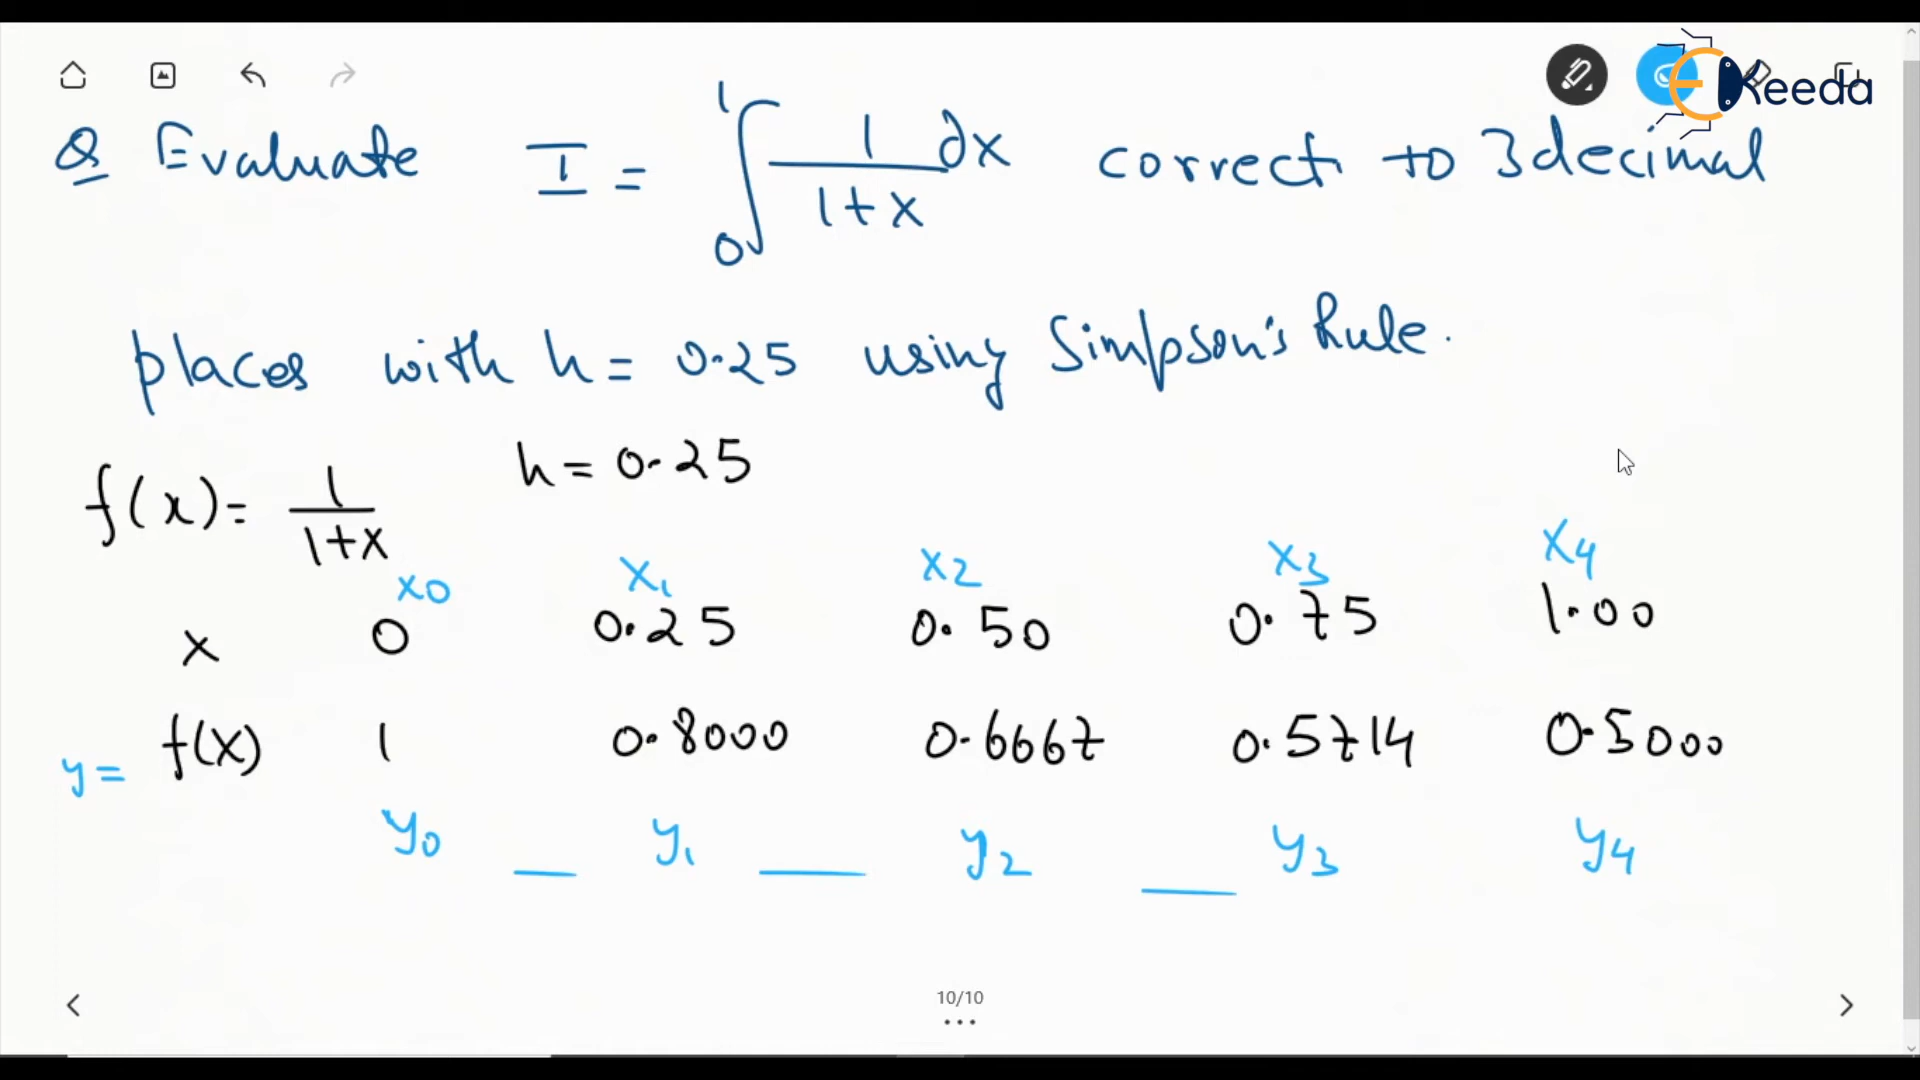 Keeda
Q Evaluate I = ∫₀¹ 1/(1+x) dx correct to 3 decimal
places with h = 0.25 using Simpson's Rule.
f(x) = 1/(1+x) h = 0.25
x0 x1 x2 x3 x4
x 0 0.25 0.50 0.75 1.00
y = f(x) 1 0.8000 0.6667 0.5714 0.5000
y0 y1 y2 y3 y4
10/10